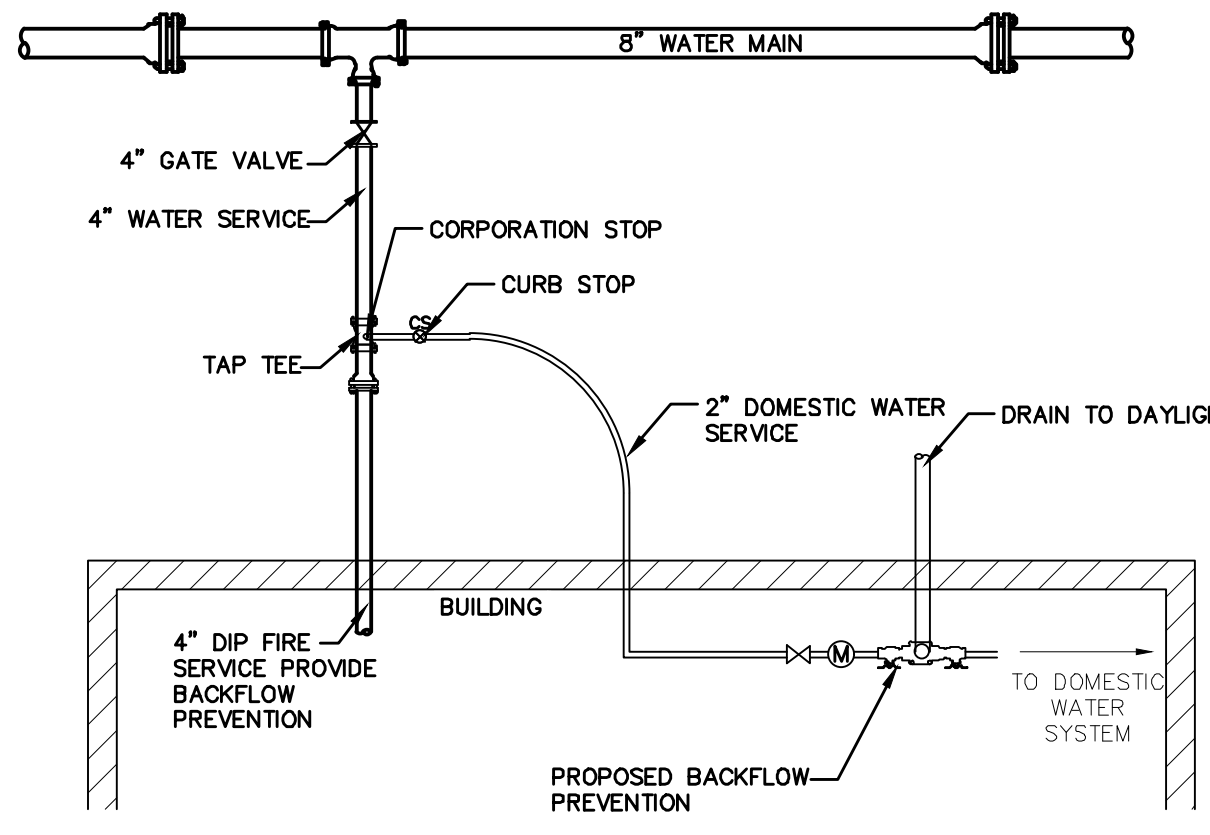 8" WATER MAIN
4" GATE VALVE
4" WATER SERVICE
CORPORATION STOP
CURB STOP
CS
TAP TEE
2" DOMESTIC WATER
SERVICE
DRAIN TO
BUILDING
4" DIP FIRE
SERVICE PROVIDE
BACKFLOW
PREVENTION
M
TO DOMESTIC
WATER
SYSTEM
PROPOSED BACKFLOW
PREVENTION